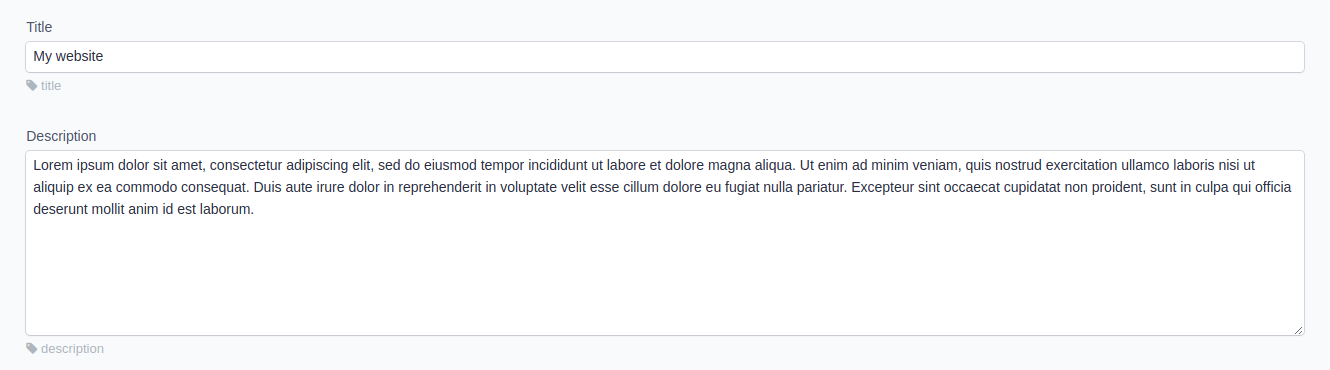 Title
My website
title
Description
Lorem ipsum dolor sit amet, consectetur adipiscing elit, sed do eiusmod tempor incididunt ut labore et dolore magna aliqua. Ut enim ad minim veniam, quis nostrud exercitation ullamco laboris nisi ut
aliquip ex ea commodo consequat. Duis aute irure dolor in reprehenderit in voluptate velit esse cillum dolore eu fugiat nulla pariatur. Excepteur sint occaecat cupidatat non proident, sunt in culpa qui officia
deserunt mollit anim id est laborum.
description